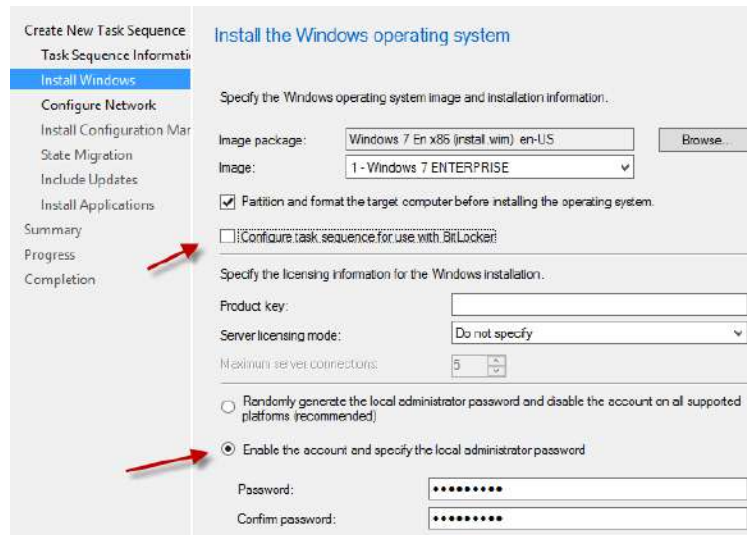 Create New Task Sequence
Task Sequence Informati
Install Windows
Configure Network
Install Configuration Mar
State Migration
Include Updates
Install Applications
Summary
Progress
Completion
Install the Windows operating system
Specify the Windows operating system image and installation information.
Image package: Windows 7 En x86 (install.wim) en-US Browse...
Image: 1 - Windows 7 ENTERPRISE
Partition and format the target computer before installing the operating system.
Configure task sequence for use with BitLocker
Specify the licensing information for the Windows installation.
Product key:
Server licensing mode: Do not specify
Maximum server connections: 5
Randomly generate the local administrator password and disable the account on all supported
platforms (recommended)
Enable the account and specify the local administrator password
Password: •••••••••
Confirm password: •••••••••